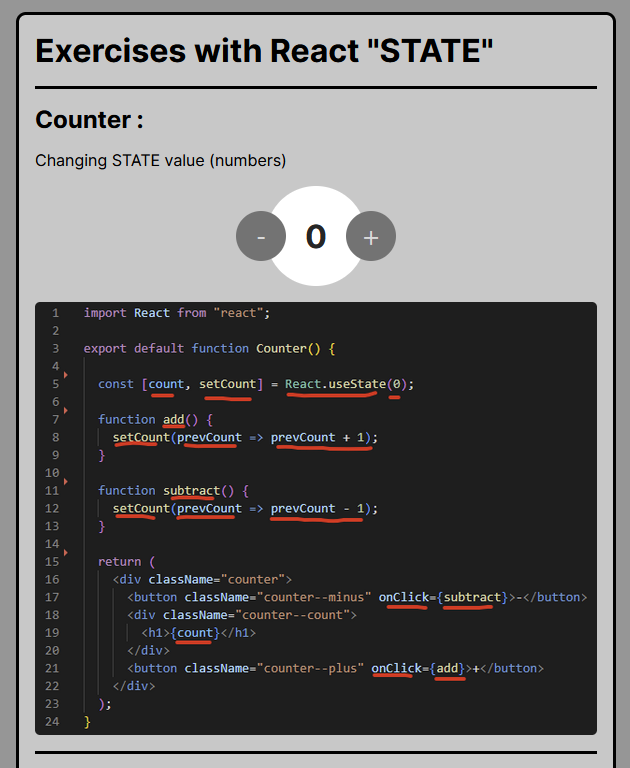 Exercises with React "STATE"
Counter :
Changing STATE value (numbers)
- 0 +
1 import React from "react";
2
3 export default function Counter() {
4
5 const [count, setCount] = React.useState(0);
6
7 function add() {
8 setCount(prevCount => prevCount + 1);
9 }
10
11 function subtract() {
12 setCount(prevCount => prevCount - 1);
13 }
14
15 return (
16 <div className="counter">
17 <button className="counter--minus" onClick={subtract}>-</button>
18 <div className="counter--count">
19 <h1>{count}</h1>
20 </div>
21 <button className="counter--plus" onClick={add}>+</button>
22 </div>
23 );
24 }